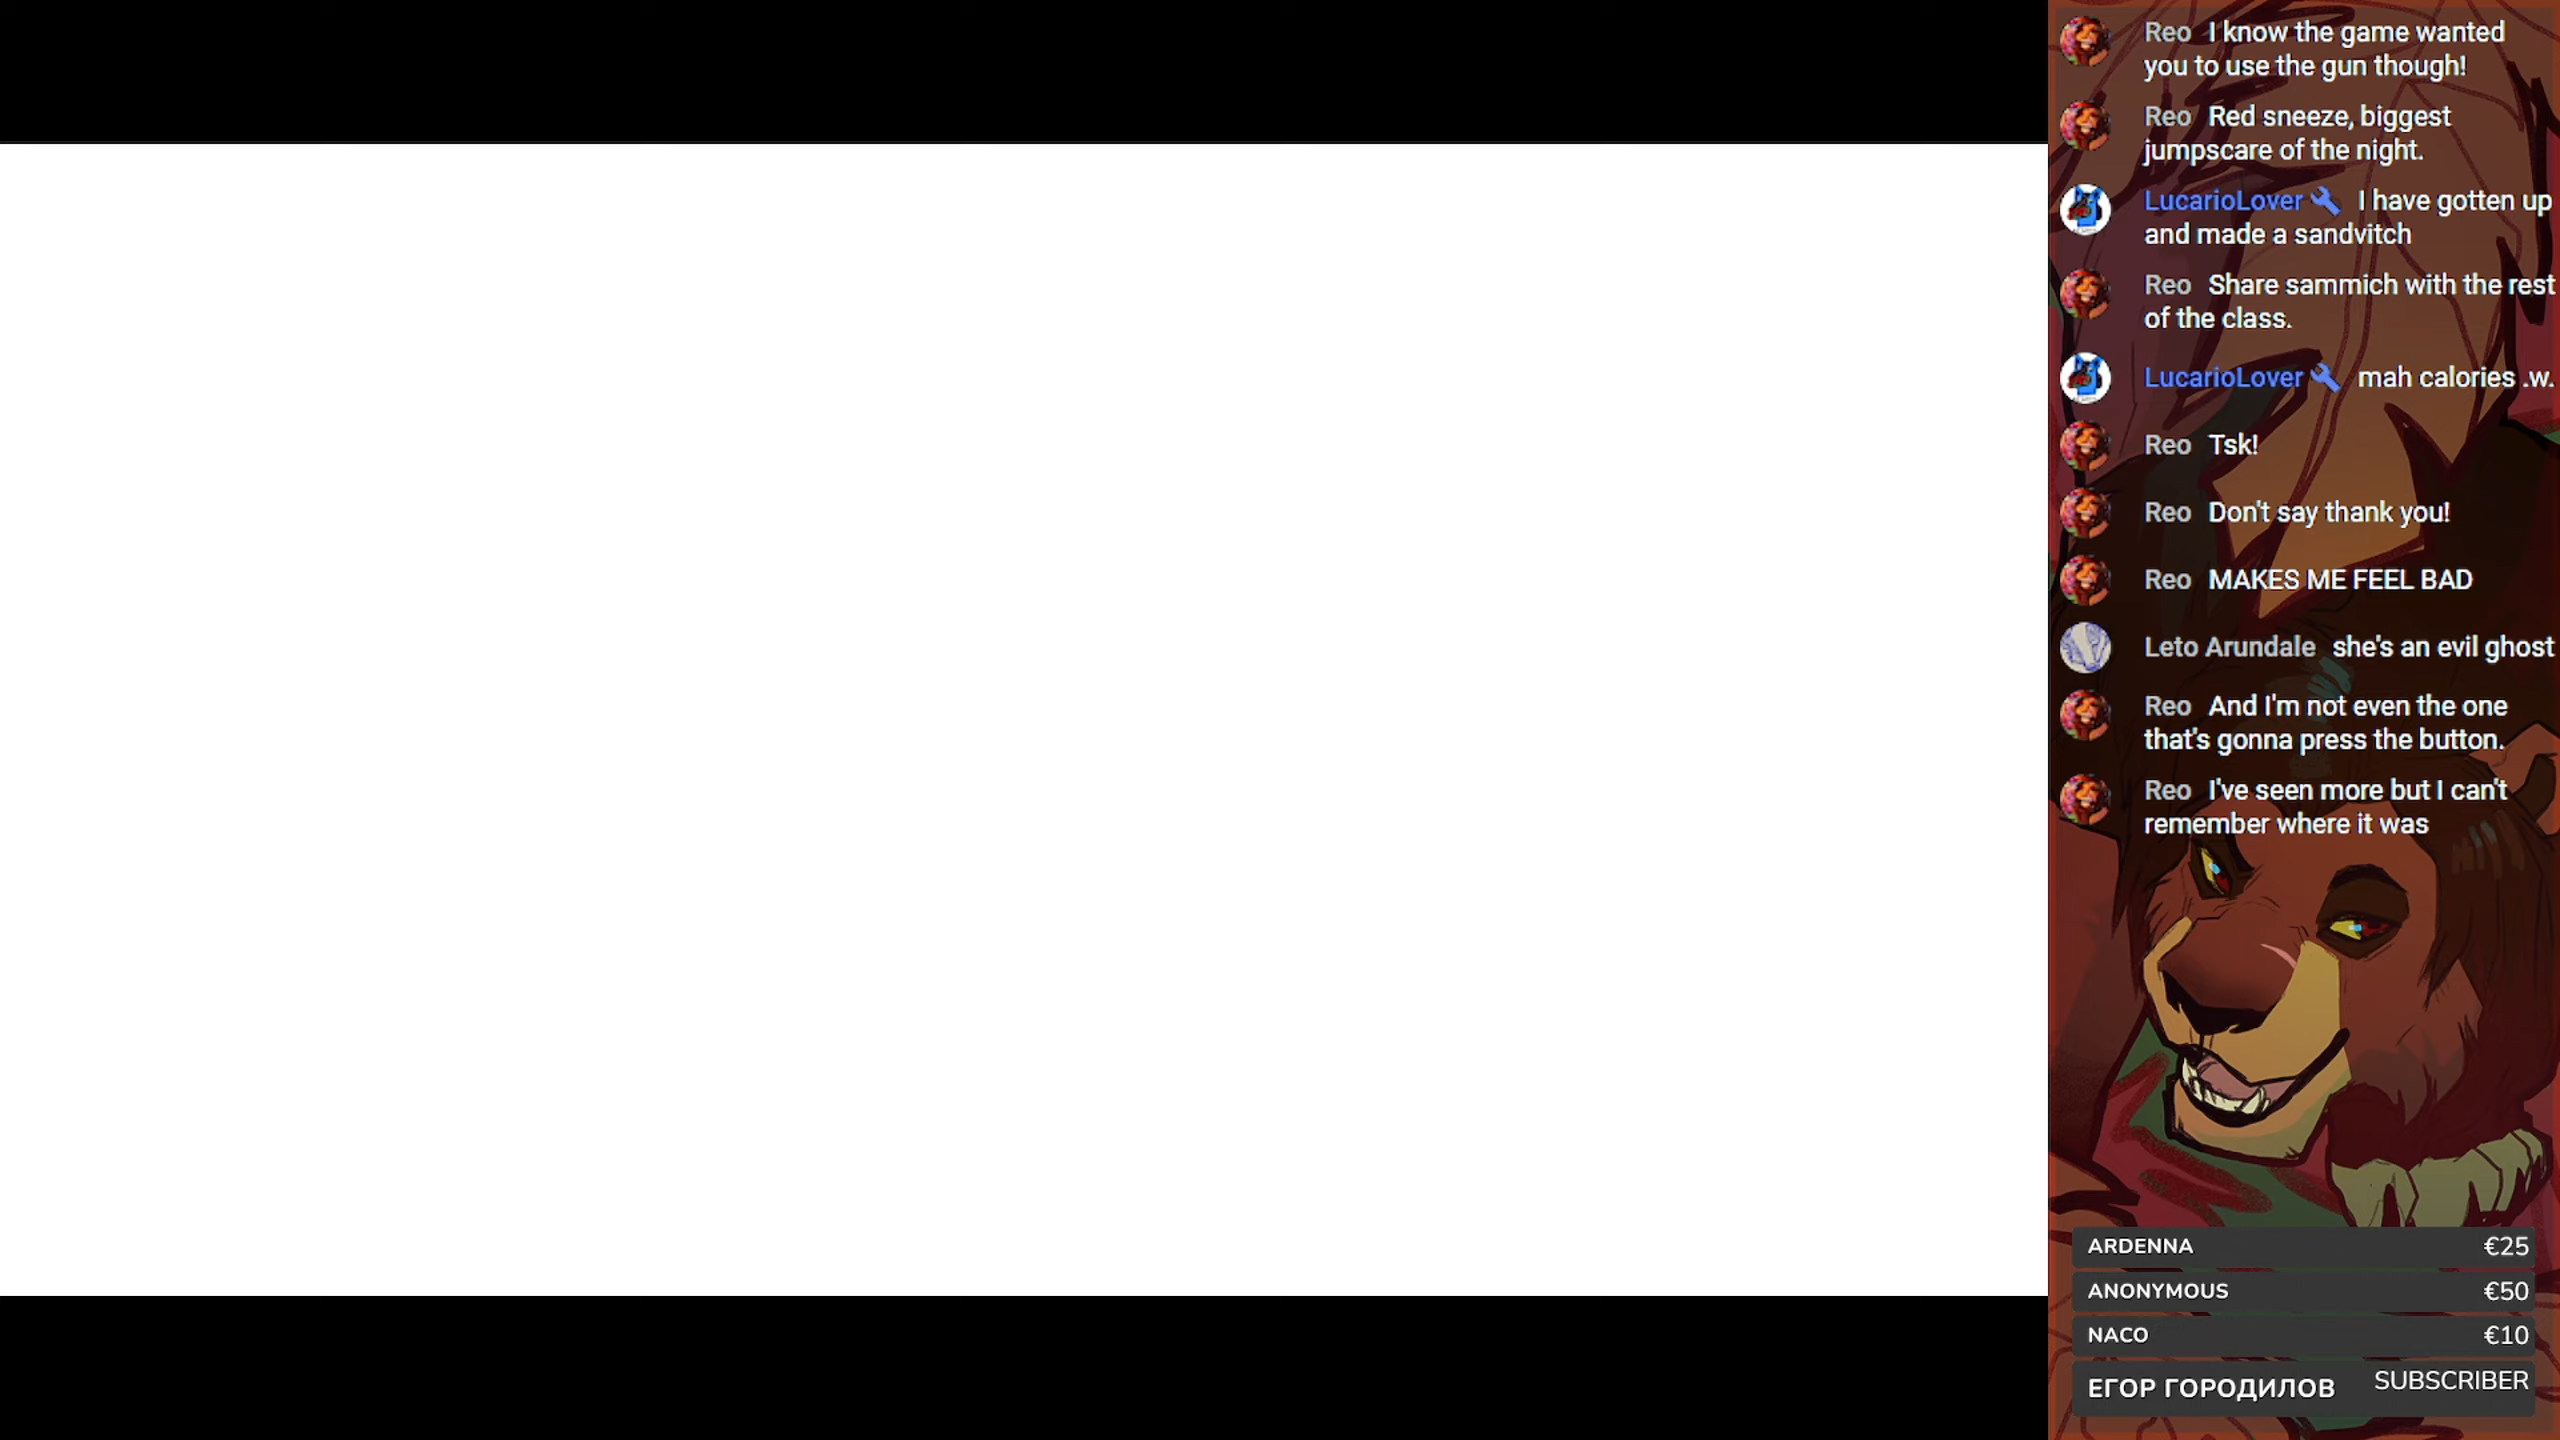 Reo I know the game wanted
you to use the gun though!
Reo Red sneeze, biggest
jumpscare of the night.
LucarioLover I have gotten up
and made a sandvitch
Reo Share sammich with the rest
of the class.
LucarioLover mah calories .w.
Reo Tsk!
Reo Don't say thank you!
Reo MAKES ME FEEL BAD
Leto Arundale she's an evil ghost
Reo And I'm not even the one
that's gonna press the button.
Reo I've seen more but I can't
remember where it was
ARDENNA €25
ANONYMOUS €50
NACO €10
ЕГОР ГОРОДИЛОВ SUBSCRIBER